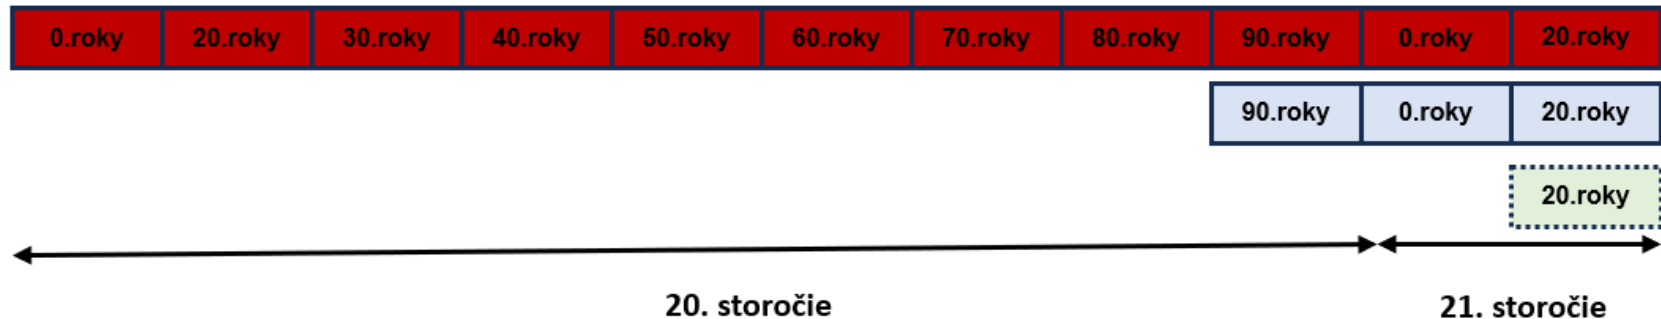 0.roky 20.roky 30.roky 40.roky 50.roky 60.roky 70.roky 80.roky 90.roky 0.roky 20.roky
90.roky 0.roky 20.roky
20.roky
20. storočie 21. storočie